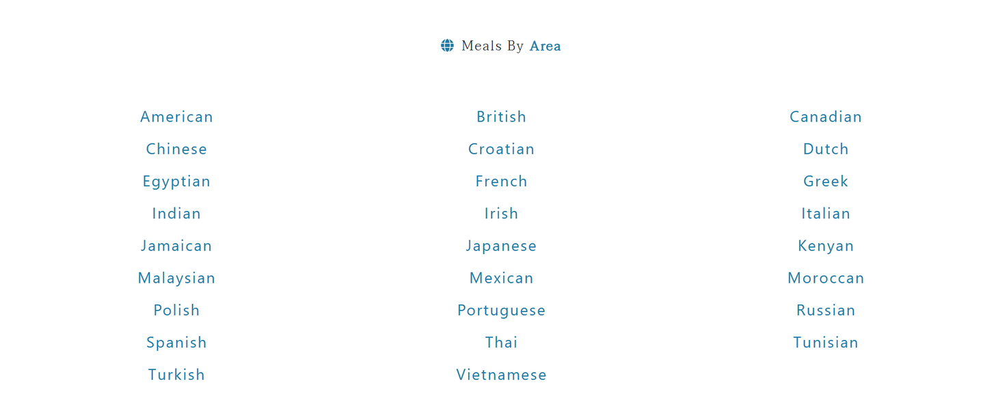 Meals By Area
American British Canadian
Chinese Croatian Dutch
Egyptian French Greek
Indian Irish Italian
Jamaican Japanese Kenyan
Malaysian Mexican Moroccan
Polish Portuguese Russian
Spanish Thai Tunisian
Turkish Vietnamese